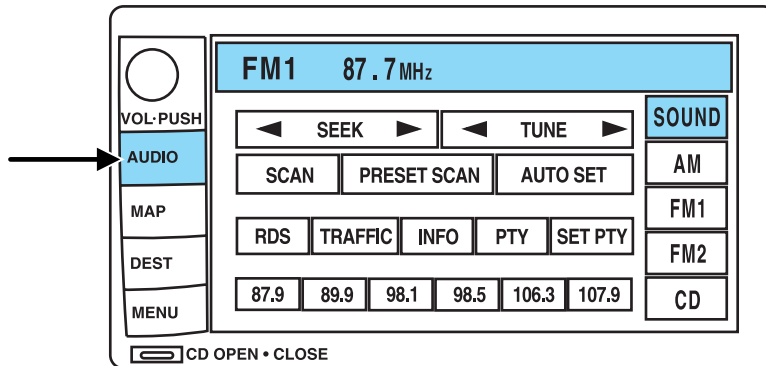 FM1 87.7 MHz
VOL·PUSH
AUDIO
MAP
DEST
MENU
SEEK TUNE
SCAN PRESET SCAN AUTO SET
RDS TRAFFIC INFO PTY SET PTY
87.9 89.9 98.1 98.5 106.3 107.9
SOUND
AM
FM1
FM2
CD
CD OPEN • CLOSE